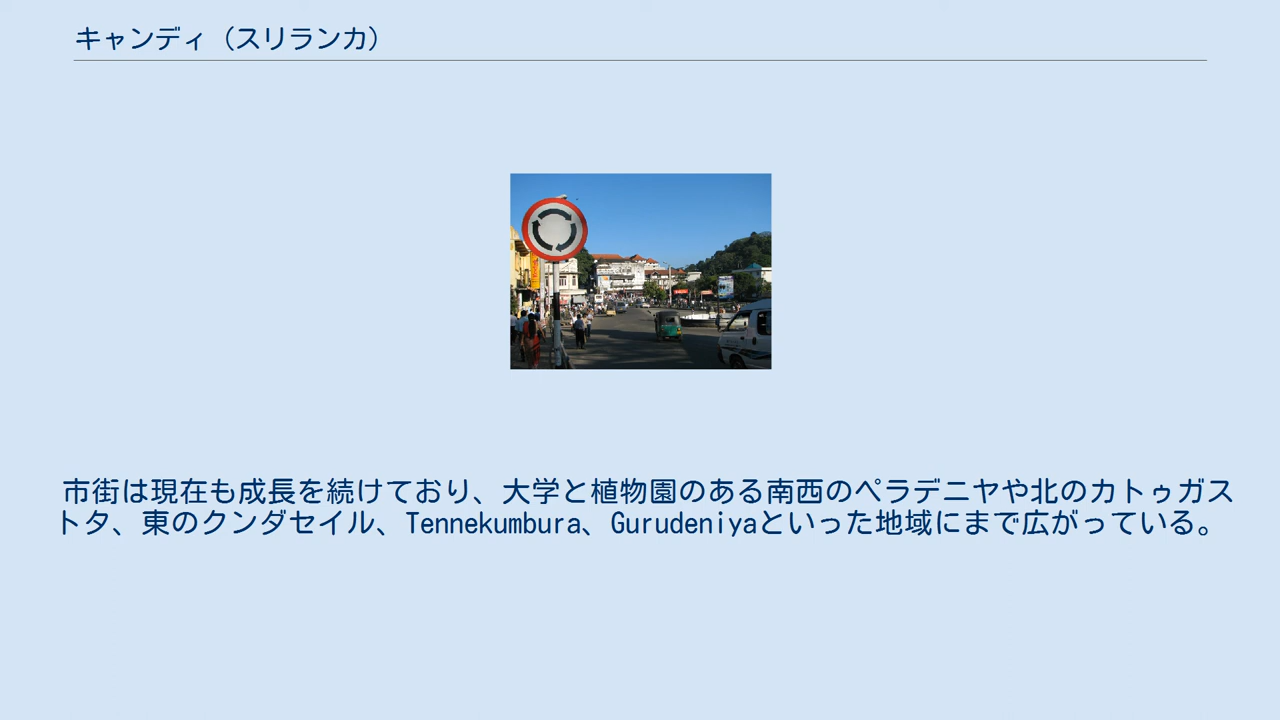 キャンディ（スリランカ）
市街は現在も成長を続けており、大学と植物園のある南西のペラデニヤや北のカトゥガス
トタ、東のクンダセイル、Tennekumbura、Gurudeniyaといった地域にまで広がっている。